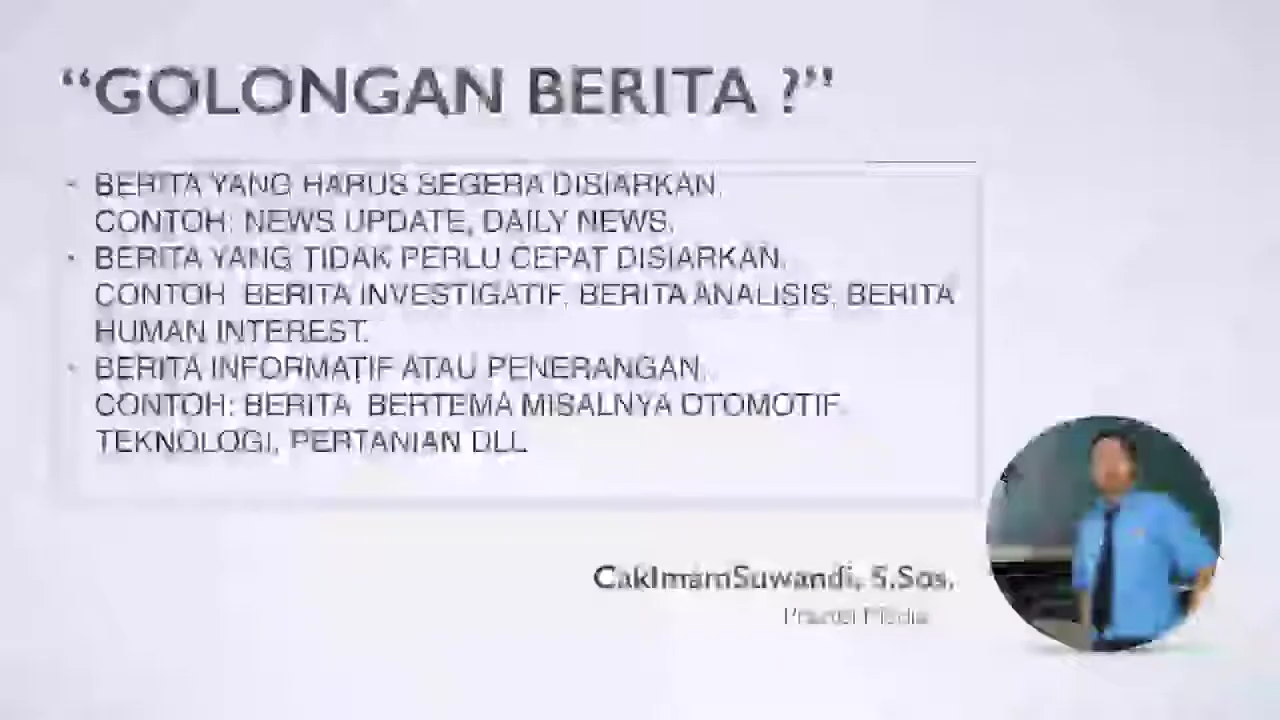 “GOLONGAN BERITA ?”
• BERITA YANG HARUS SEGERA DISIARKAN.
CONTOH: NEWS UPDATE, DAILY NEWS.
• BERITA YANG TIDAK PERLU CEPAT DISIARKAN.
CONTOH BERITA INVESTIGATIF, BERITA ANALISIS, BERITA
HUMAN INTEREST.
• BERITA INFORMATIF ATAU PENERANGAN.
CONTOH: BERITA BERTEMA MISALNYA OTOMOTIF,
TEKNOLOGI, PERTANIAN DLL
CakImamSuwandi, S.Sos.
Praktisi Media